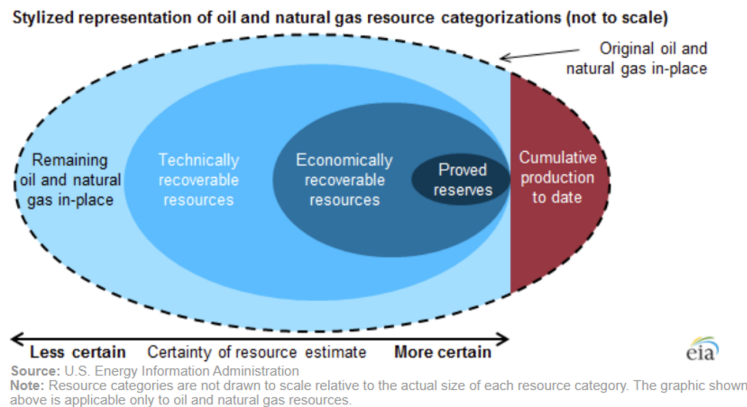 Stylized representation of oil and natural gas resource categorizations (not to scale)
Original oil and
natural gas in-place
Remaining
oil and natural
gas in-place
Technically
recoverable
resources
Economically
recoverable
resources
Proved
reserves
Cumulative
production
to date
Less certain Certainty of resource estimate More certain
eia
Source: U.S. Energy Information Administration
Note: Resource categories are not drawn to scale relative to the actual size of each resource category. The graphic shown
above is applicable only to oil and natural gas resources.